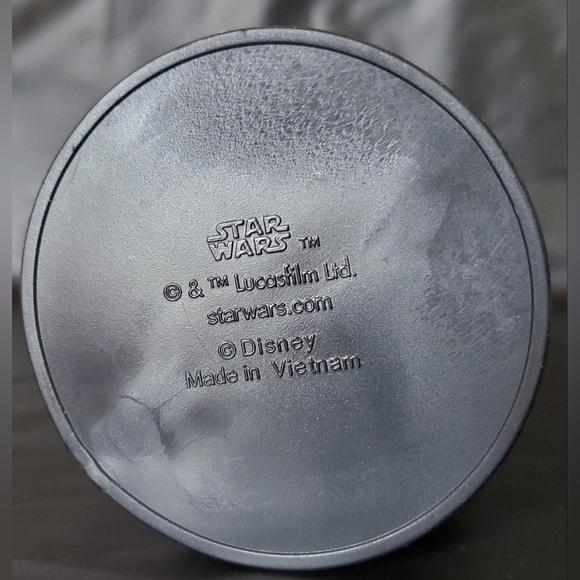 STAR
WARS ™
© & ™ Lucasfilm Ltd.
starwars.com
© Disney
Made in Vietnam